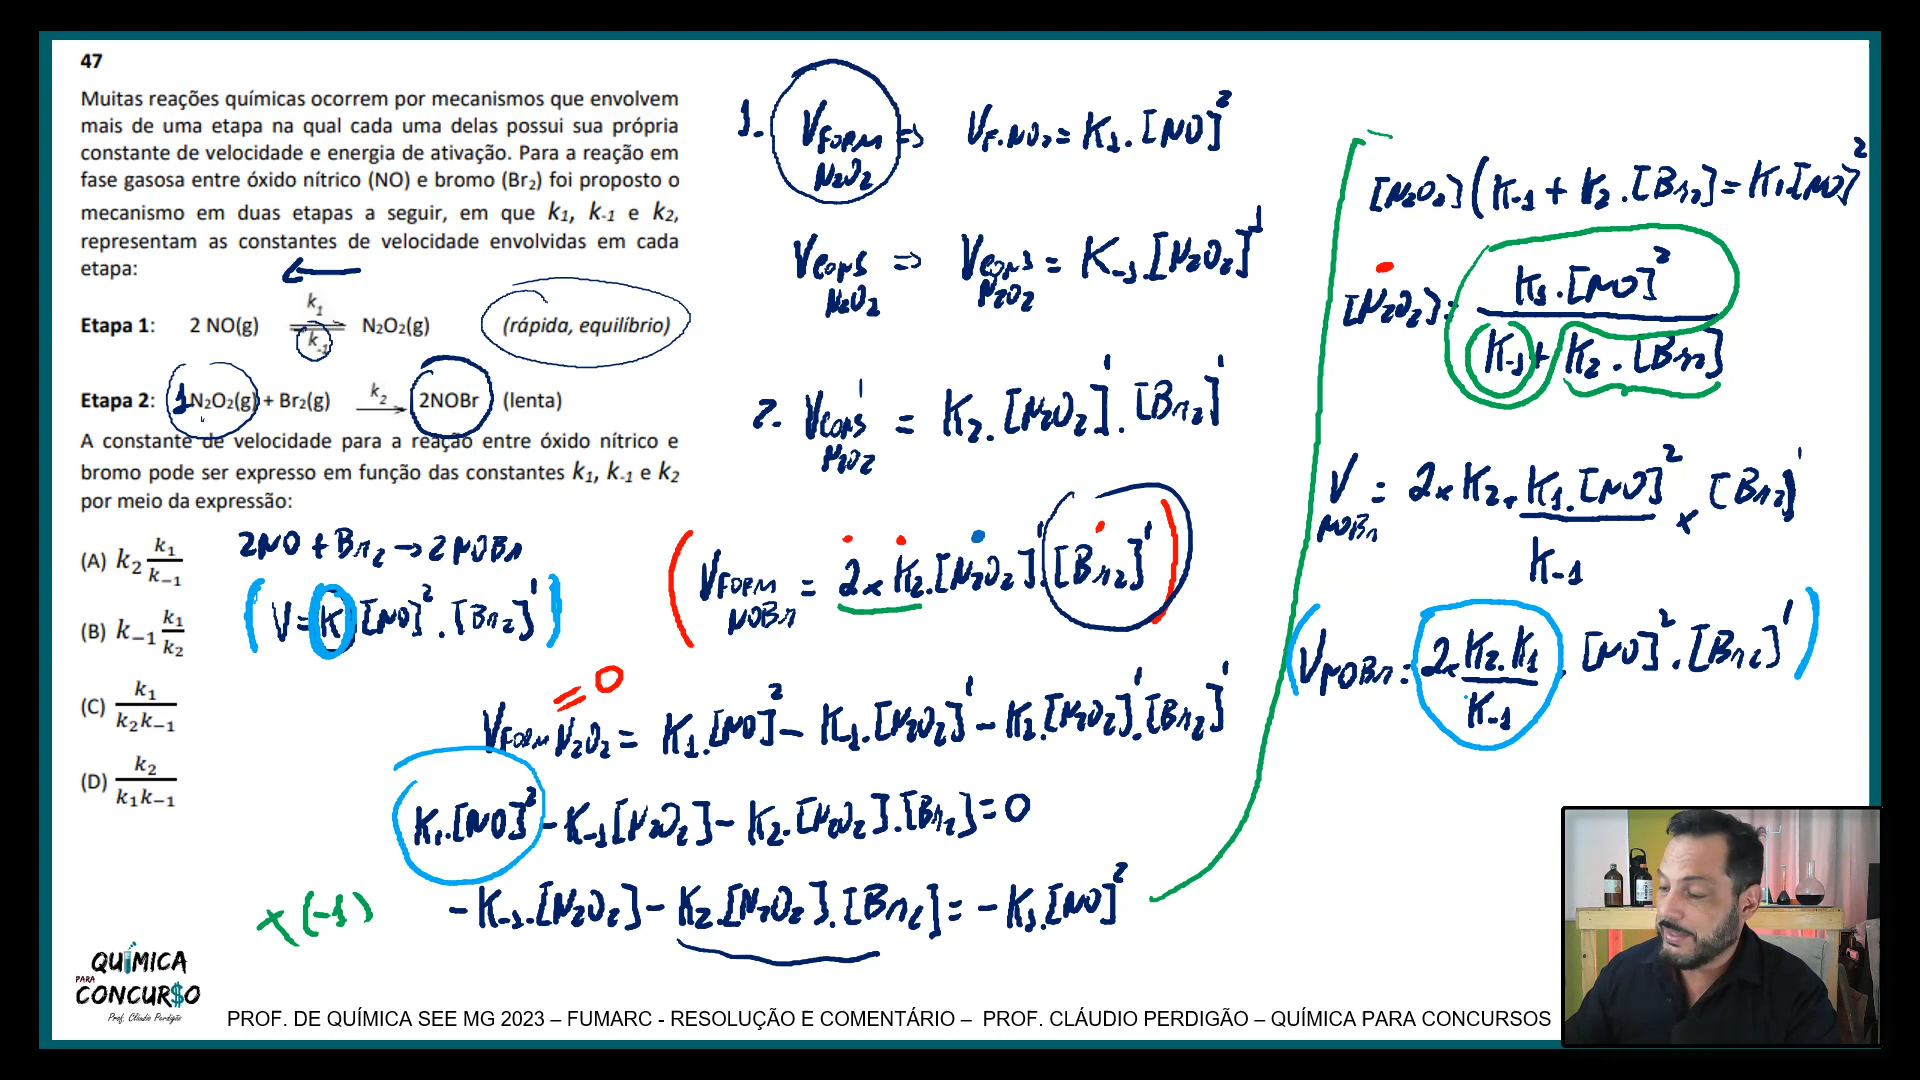 47
Muitas reações químicas ocorrem por mecanismos que envolvem
mais de uma etapa na qual cada uma delas possui sua própria
constante de velocidade e energia de ativação. Para a reação em
fase gasosa entre óxido nítrico (NO) e bromo (Br₂) foi proposto o
mecanismo em duas etapas a seguir, em que k₁, k₋₁ e k₂,
representam as constantes de velocidade envolvidas em cada
etapa:
k₁
Etapa 1: 2 NO(g) N₂O₂(g) (rápida, equilíbrio)
k₋₁
Etapa 2: 1 N₂O₂(g) + Br₂(g) k₂ 2NOBr (lenta)
A constante de velocidade para a reação entre óxido nítrico e
bromo pode ser expresso em função das constantes k₁, k₋₁ e k₂
por meio da expressão:
2NO + Br₂ → 2NOBr
(V = K[NO]² . [Br₂]¹)
(A) k₂ k₁/k₋₁
(B) k₋₁ k₁/k₂
(C) k₁/k₂k₋₁
(D) k₂/k₁k₋₁
1. VFORM N₂O₂ ⇒ VF.NO₂ = K₁.[NO]²
VCONS N₂O₂ ⇒ VCONS N₂O₂ = K₋₁.[N₂O₂]¹
2. VCONS N₂O₂ = K₂.[N₂O₂]¹.[Br₂]¹
(VFORM NOBr = 2 x K₂.[N₂O₂]¹.[Br₂]¹)
= 0
VFORM N₂O₂ = K₁.[NO]² - K₋₁.[N₂O₂]¹ - K₂.[N₂O₂]¹.[Br₂]¹
K₁.[NO]² - K₋₁[N₂O₂] - K₂.[N₂O₂].[Br₂] = 0
x(-1) - K₋₁.[N₂O₂] - K₂.[N₂O₂].[Br₂] = - K₁.[NO]²
[N₂O₂](K₋₁ + K₂.[Br₂] = K₁.[NO]²
[N₂O₂] = K₁.[NO]²
K₋₁ + K₂.[Br₂]
V NOBr = 2 x K₂. K₁.[NO]² x [Br₂]¹
K₋₁
(VNOBr = 2 x K₂.K₁ . [NO]² . [Br₂]¹)
K₋₁
QUÍMICA
PARA
CONCUR$O
Prof. Cláudio Perdigão
PROF. DE QUÍMICA SEE MG 2023 – FUMARC - RESOLUÇÃO E COMENTÁRIO – PROF. CLÁUDIO PERDIGÃO – QUÍMICA PARA CONCURSOS